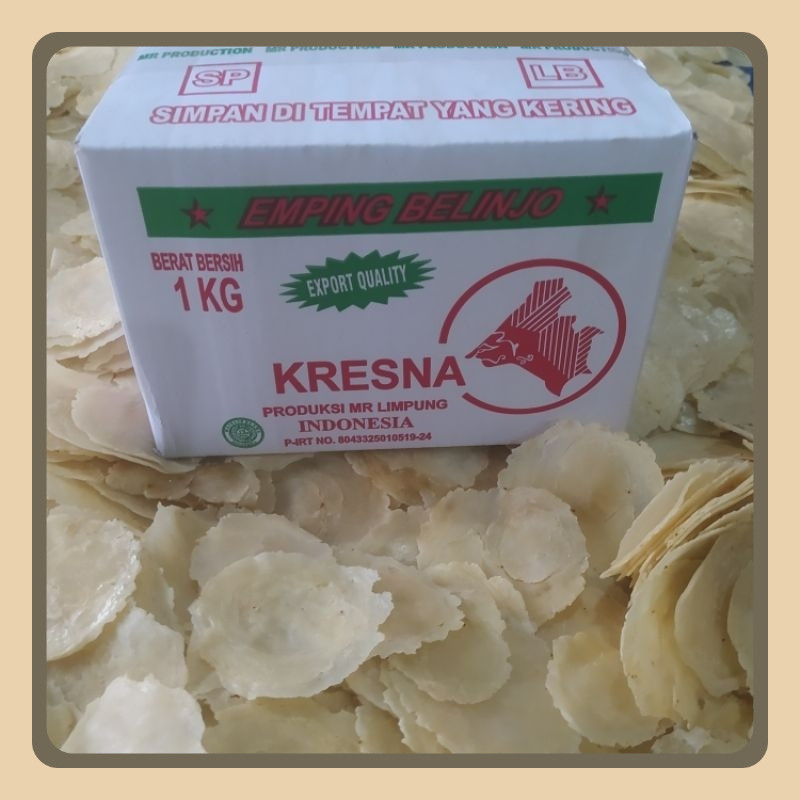 MR PRODUCTION MR PRODUCTION MR PRODUCTION MR PRODUCTION
SP LB
SIMPAN DI TEMPAT YANG KERING
EMPING BELINJO
BERAT BERSIH
1 KG
EXPORT QUALITY
KRESNA
PRODUKSI MR LIMPUNG
INDONESIA
P-IRT NO. 8043325010519-24